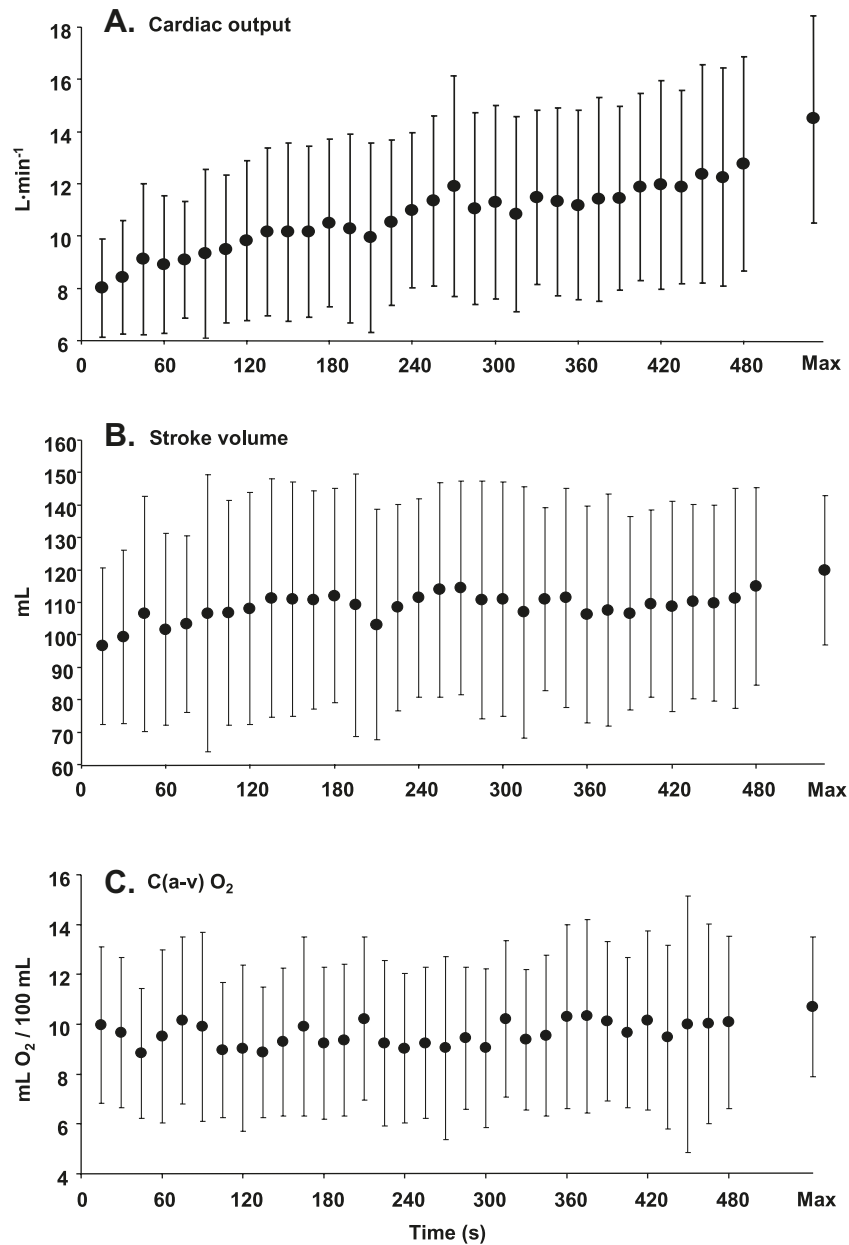 A. Cardiac output
18
16
14
12
10
8
6
L·min⁻¹
0 60 120 180 240 300 360 420 480 Max
B. Stroke volume
160
150
140
130
120
110
100
90
80
70
60
mL
0 60 120 180 240 300 360 420 480 Max
C. C(a-v) O₂
16
14
12
10
8
6
4
mL O₂ / 100 mL
0 60 120 180 240 300 360 420 480 Max
Time (s)